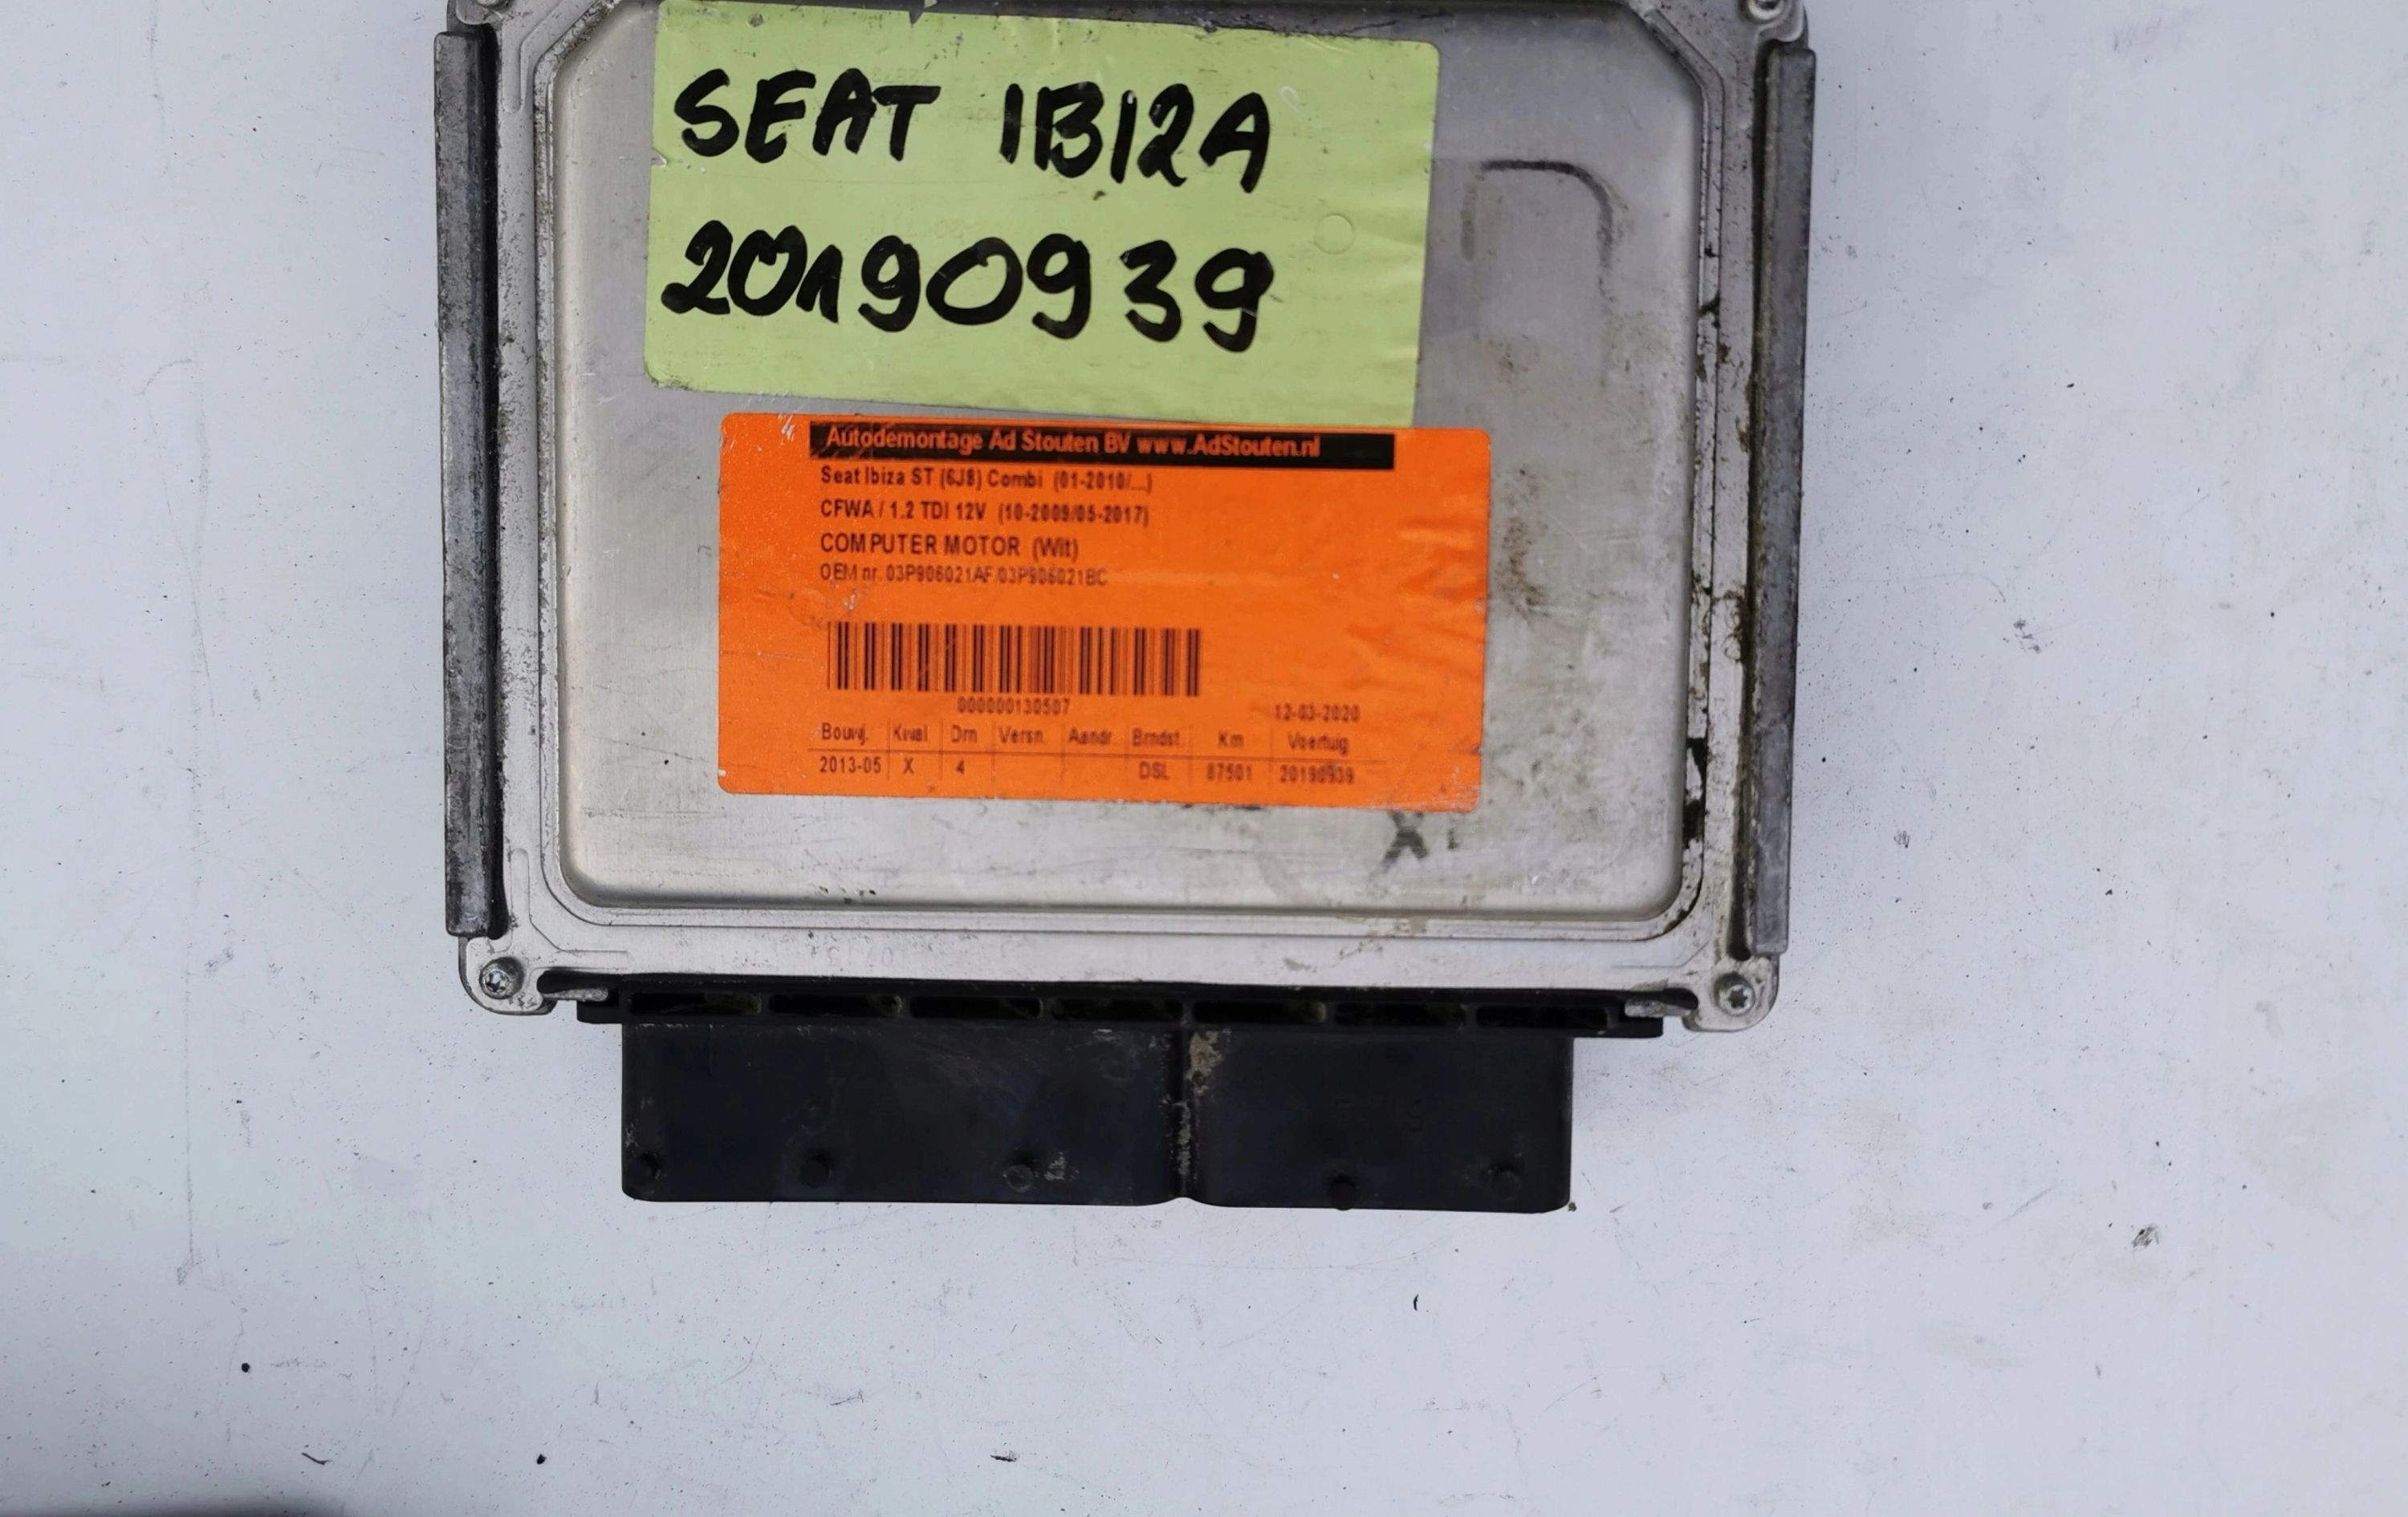 SEAT IBIZA
20190939
Autodemontage Ad Stouten BV www.AdStouten.nl
Seat Ibiza ST (6J8) Combi (01-2010/...)
CFWA / 1.2 TDI 12V (10-2009/05-2017)
COMPUTER MOTOR (Wit)
OEM nr. 03P906021AF/03P906021BC
000000130507
12-03-2020
Bouwj. Kwal Drn Versn. Aandr. Brndst. Km Voertuig
2013-05 X 4 DSL 87501 20190939
X